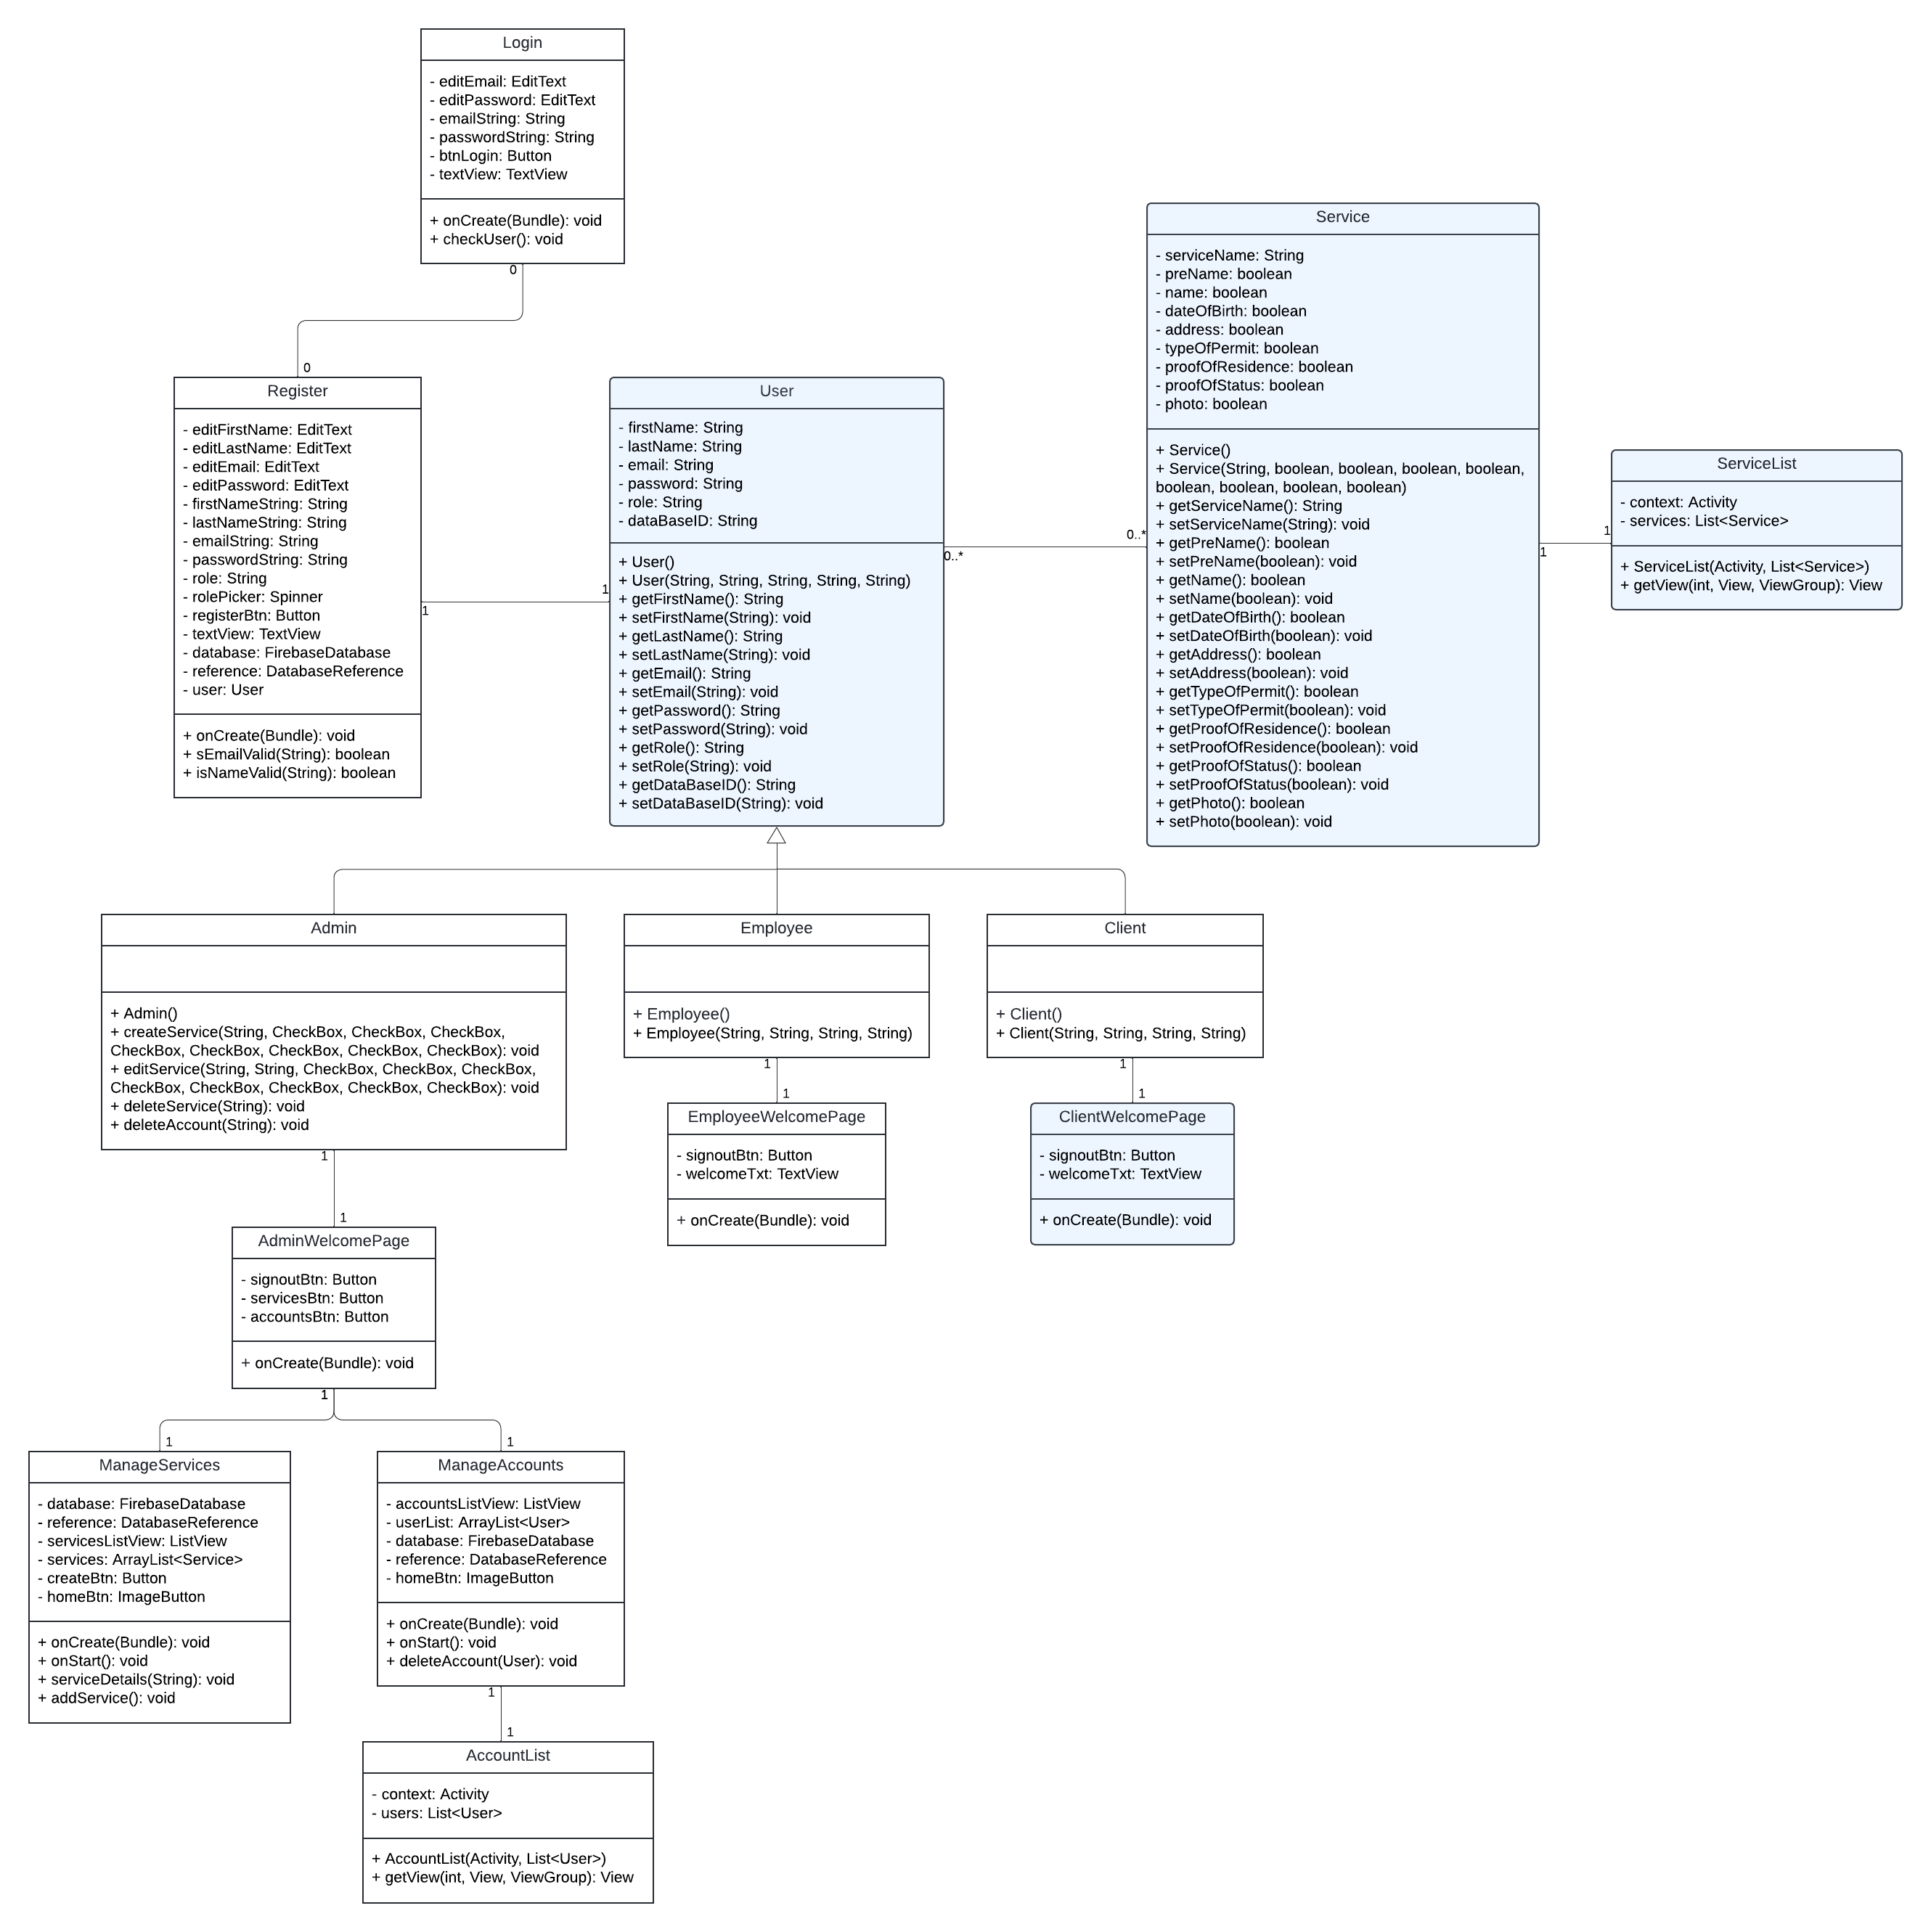 Login
- editEmail: EditText
- editPassword: EditText
- emailString: String
- passwordString: String
- btnLogin: Button
- textView: TextView
+ onCreate(Bundle): void
+ checkUser(): void
0
0
Register
- editFirstName: EditText
- editLastName: EditText
- editEmail: EditText
- editPassword: EditText
- firstNameString: String
- lastNameString: String
- emailString: String
- passwordString: String
- role: String
- rolePicker: Spinner
- registerBtn: Button
- textView: TextView
- database: FirebaseDatabase
- reference: DatabaseReference
- user: User
+ onCreate(Bundle): void
+ sEmailValid(String): boolean
+ isNameValid(String): boolean
1
1
User
- firstName: String
- lastName: String
- email: String
- password: String
- role: String
- dataBaseID: String
+ User()
+ User(String, String, String, String, String)
+ getFirstName(): String
+ setFirstName(String): void
+ getLastName(): String
+ setLastName(String): void
+ getEmail(): String
+ setEmail(String): void
+ getPassword(): String
+ setPassword(String): void
+ getRole(): String
+ setRole(String): void
+ getDataBaseID(): String
+ setDataBaseID(String): void
0..*
0..*
Service
- serviceName: String
- preName: boolean
- name: boolean
- dateOfBirth: boolean
- address: boolean
- typeOfPermit: boolean
- proofOfResidence: boolean
- proofOfStatus: boolean
- photo: boolean
+ Service()
+ Service(String, boolean, boolean, boolean, boolean,
boolean, boolean, boolean, boolean)
+ getServiceName(): String
+ setServiceName(String): void
+ getPreName(): boolean
+ setPreName(boolean): void
+ getName(): boolean
+ setName(boolean): void
+ getDateOfBirth(): boolean
+ setDateOfBirth(boolean): void
+ getAddress(): boolean
+ setAddress(boolean): void
+ getTypeOfPermit(): boolean
+ setTypeOfPermit(boolean): void
+ getProofOfResidence(): boolean
+ setProofOfResidence(boolean): void
+ getProofOfStatus(): boolean
+ setProofOfStatus(boolean): void
+ getPhoto(): boolean
+ setPhoto(boolean): void
1
1
ServiceList
- context: Activity
- services: List<Service>
+ ServiceList(Activity, List<Service>)
+ getView(int, View, ViewGroup): View
Admin
+ Admin()
+ createService(String, CheckBox, CheckBox, CheckBox,
CheckBox, CheckBox, CheckBox, CheckBox, CheckBox): void
+ editService(String, String, CheckBox, CheckBox, CheckBox,
CheckBox, CheckBox, CheckBox, CheckBox, CheckBox): void
+ deleteService(String): void
+ deleteAccount(String): void
1
1
Employee
+ Employee()
+ Employee(String, String, String, String)
1
1
Client
+ Client()
+ Client(String, String, String, String)
1
1
EmployeeWelcomePage
- signoutBtn: Button
- welcomeTxt: TextView
+ onCreate(Bundle): void
ClientWelcomePage
- signoutBtn: Button
- welcomeTxt: TextView
+ onCreate(Bundle): void
AdminWelcomePage
- signoutBtn: Button
- servicesBtn: Button
- accountsBtn: Button
+ onCreate(Bundle): void
1
1
1
ManageServices
- database: FirebaseDatabase
- reference: DatabaseReference
- servicesListView: ListView
- services: ArrayList<Service>
- createBtn: Button
- homeBtn: ImageButton
+ onCreate(Bundle): void
+ onStart(): void
+ serviceDetails(String): void
+ addService(): void
ManageAccounts
- accountsListView: ListView
- userList: ArrayList<User>
- database: FirebaseDatabase
- reference: DatabaseReference
- homeBtn: ImageButton
+ onCreate(Bundle): void
+ onStart(): void
+ deleteAccount(User): void
1
1
AccountList
- context: Activity
- users: List<User>
+ AccountList(Activity, List<User>)
+ getView(int, View, ViewGroup): View